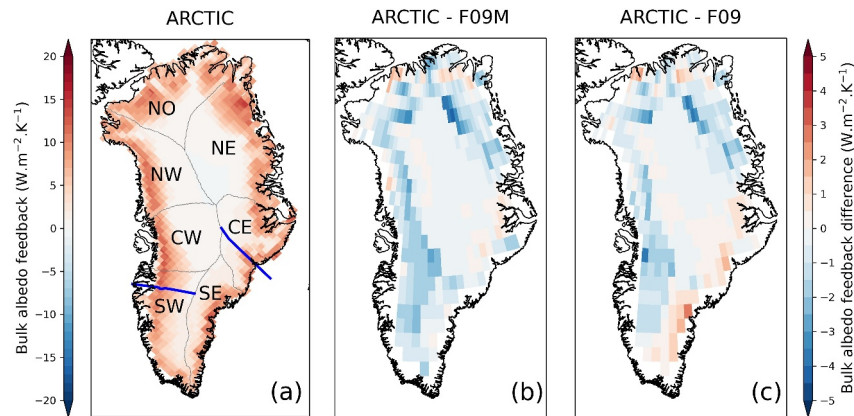 ARCTIC
ARCTIC - F09M
ARCTIC - F09
Bulk albedo feedback (W.m⁻².K⁻¹)
20
15
10
5
0
−5
−10
−15
−20
NO
NE
NW
CE
CW
SE
SW
(a)
(b)
(c)
5
4
3
2
1
0
−1
−2
−3
−4
−5
Bulk albedo feedback difference (W.m⁻².K⁻¹)